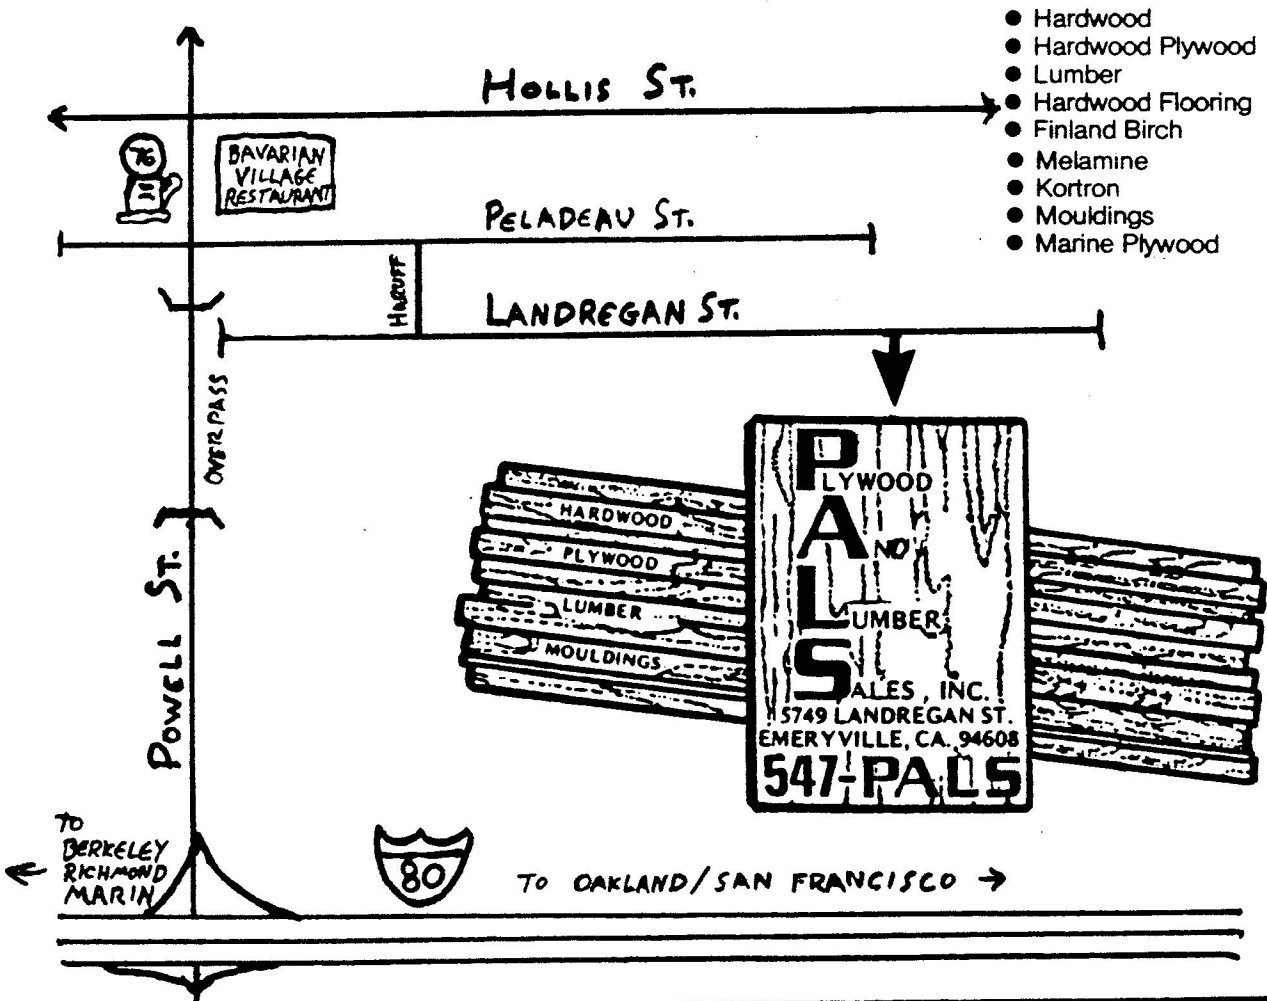 Hardwood
Hardwood Plywood
Lumber
Hardwood Flooring
Finland Birch
Melamine
Kortron
Mouldings
Marine Plywood
HOLLIS ST.
76
BAVARIAN
VILLAGE
RESTAURANT
PELADEAU ST.
HARUFF
LANDREGAN ST.
OVERPASS
POWELL ST.
HARDWOOD
PLYWOOD
LUMBER
MOULDINGS
PLYWOOD
AND
LUMBER
SALES, INC.
5749 LANDREGAN ST.
EMERYVILLE, CA. 94608
547-PALS
TO
BERKELEY
RICHMOND
MARIN
80
TO OAKLAND/SAN FRANCISCO